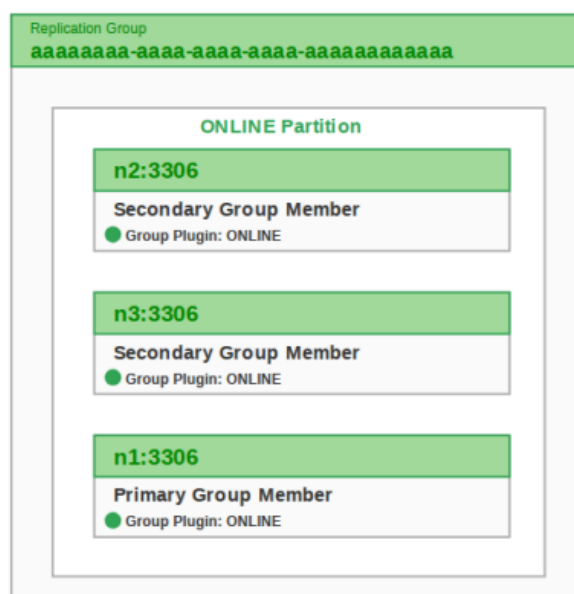 Replication Group
aaaaaaaa-aaaa-aaaa-aaaa-aaaaaaaaaaaa
ONLINE Partition
n2:3306
Secondary Group Member
Group Plugin: ONLINE
n3:3306
Secondary Group Member
Group Plugin: ONLINE
n1:3306
Primary Group Member
Group Plugin: ONLINE